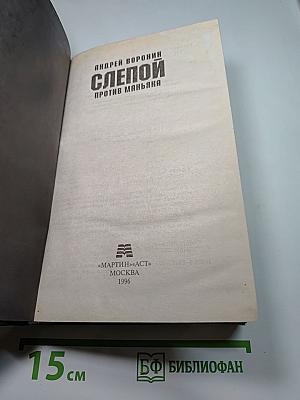 АНДРЕЙ ВОРОНИН
СЛЕПОЙ
ПРОТИВ МАНЬЯКА
«МАРТИН»«АСТ»
МОСКВА
1996
15 см
БФ БИБЛИОФАН